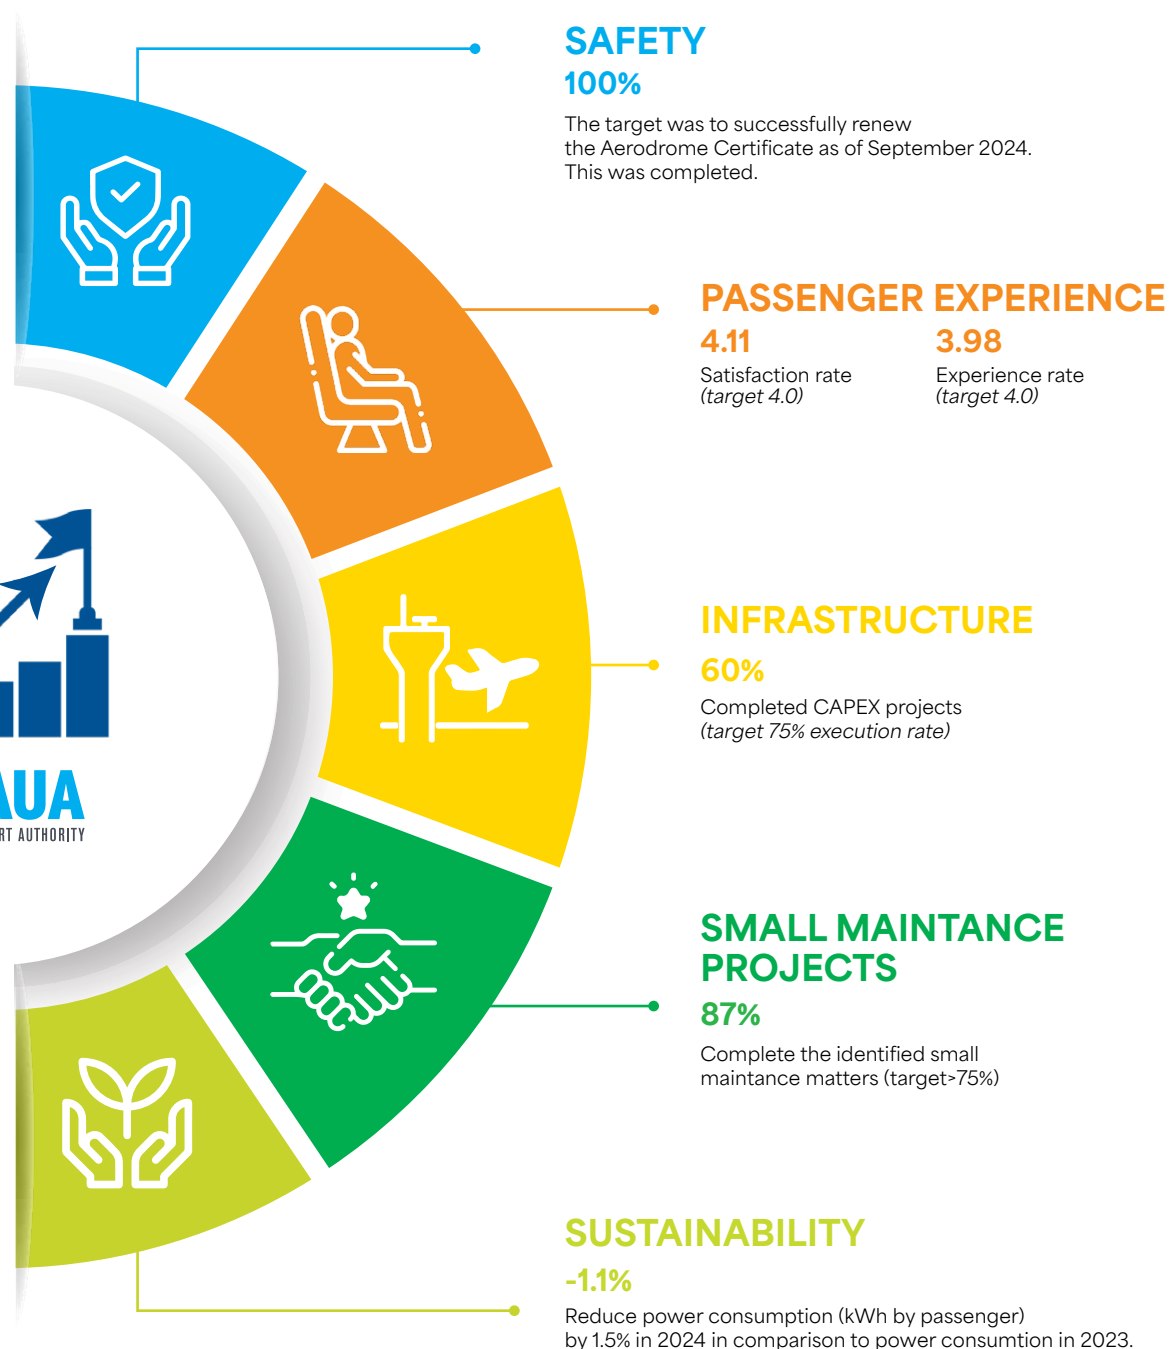 SAFETY
100%
The target was to successfully renew
the Aerodrome Certificate as of September 2024.
This was completed.
PASSENGER EXPERIENCE
4.11
Satisfaction rate
(target 4.0)
3.98
Experience rate
(target 4.0)
INFRASTRUCTURE
60%
Completed CAPEX projects
(target 75% execution rate)
AUA
RT AUTHORITY
SMALL MAINTANCE
PROJECTS
87%
Complete the identified small
maintance matters (target>75%)
SUSTAINABILITY
-1.1%
Reduce power consumption (kWh by passenger)
by 1.5% in 2024 in comparison to power consumtion in 2023.